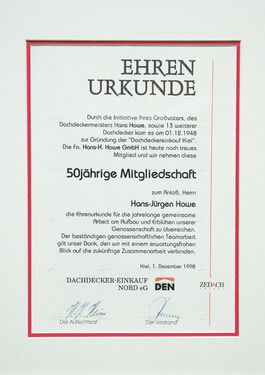 EHREN
URKUNDE
Durch die Initiative Ihres Großvaters, des
Dachdeckermeisters Hans Howe, sowie 13 weiterer
Dachdecker kam es am 01.12.1948
zur Gründung der "Dachdeckereinkauf Kiel".
Die Fa. Hans-H. Howe GmbH ist heute noch treues
Mitglied und wir nehmen diese
50jährige Mitgliedschaft
zum Anlaß, Herrn
Hans-Jürgen Howe
die Ehrenurkunde für die jahrelange gemeinsame
Arbeit am Aufbau und Erblühen unserer
Genossenschaft zu überreichen.
Der beständigen genossenschaftlichen Teamarbeit
gilt unser Dank, den wir mit einem erwartungsfrohen
Blick auf die zukünftige Zusammenarbeit verbinden.
Kiel, 1. Dezember 1998
DACHDECKER-EINKAUF
NORD eG
DEN
ZEDACH
Der Aufsichtsrat
Der Vorstand